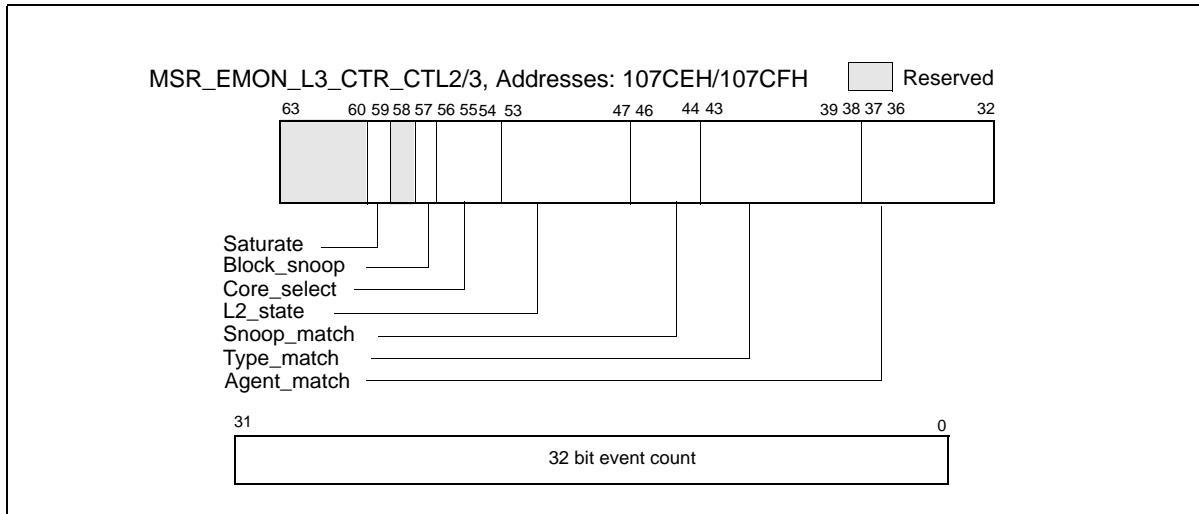 MSR_EMON_L3_CTR_CTL2/3, Addresses: 107CEH/107CFH Reserved
63 60 59 58 57 56 55 54 53 47 46 44 43 39 38 37 36 32
Saturate
Block_snoop
Core_select
L2_state
Snoop_match
Type_match
Agent_match
31 0
32 bit event count